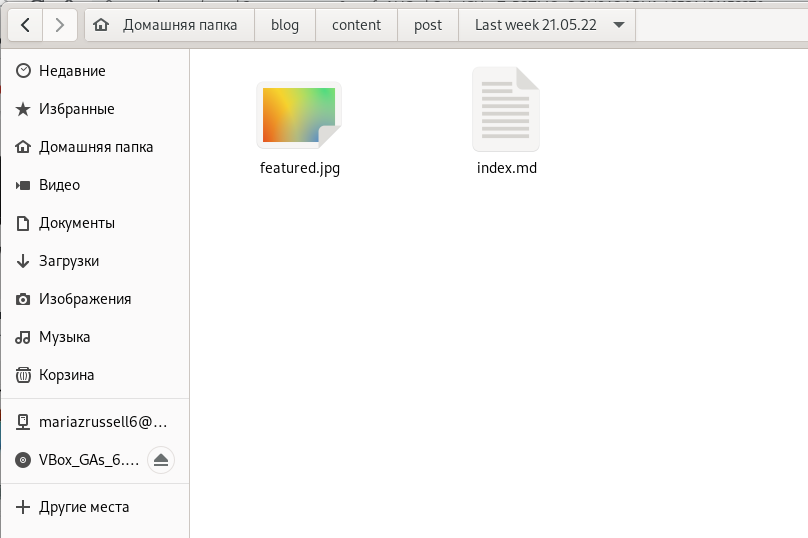 Домашняя папка blog content post Last week 21.05.22
Недавние
Избранные
Домашняя папка
Видео
Документы
Загрузки
Изображения
Музыка
Корзина
mariazrussell6@...
VBox_GAs_6....
Другие места
featured.jpg
index.md